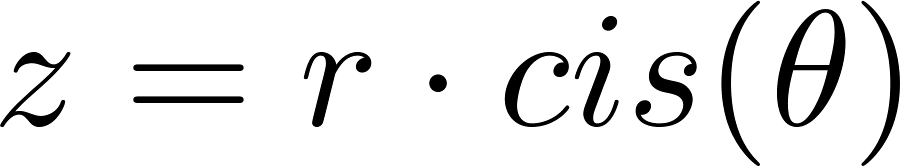 z = r · cis(θ)